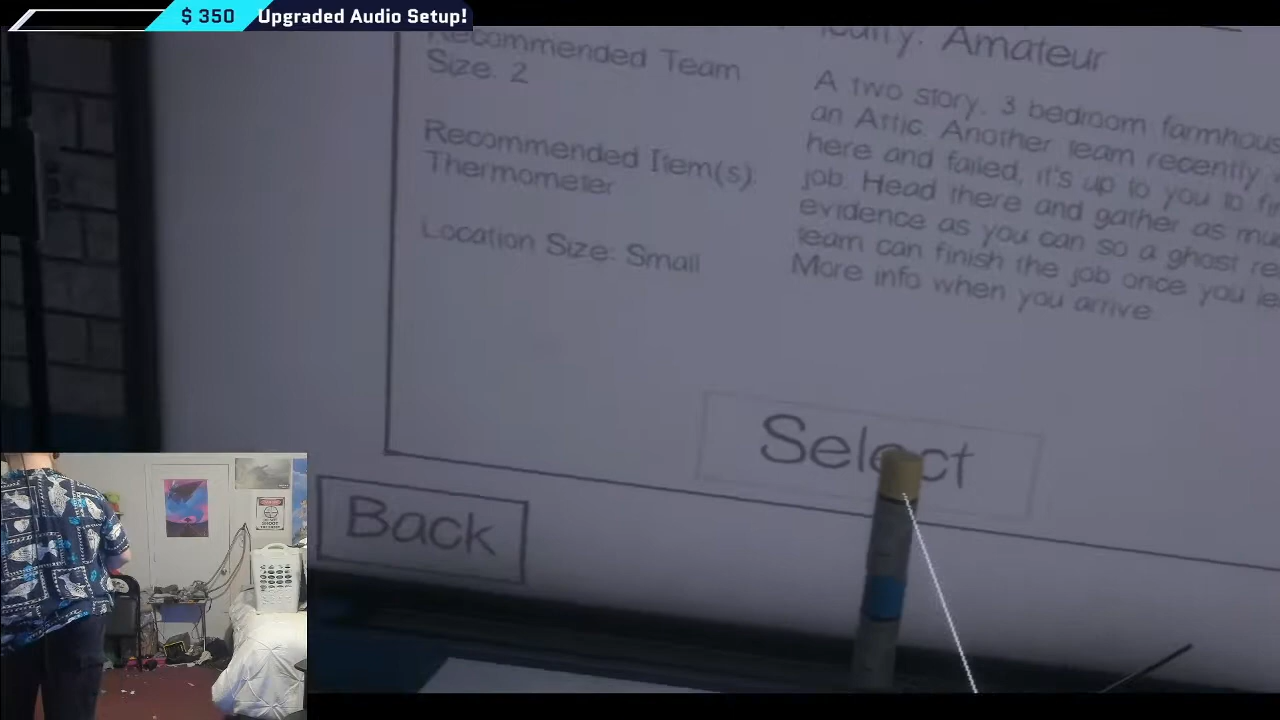 $ 350
Upgraded Audio Setup!
Recommended Team
Size: 2
Recommended Item(s):
Thermometer
Location Size: Small
Amateur
A two story, 3 bedroom
an Attic. Another team recently
here and failed, it's up to you to
job. Head there and gather as
evidence as you can so a ghost
team can finish the job once you
More info when you arrive.
Select
Back